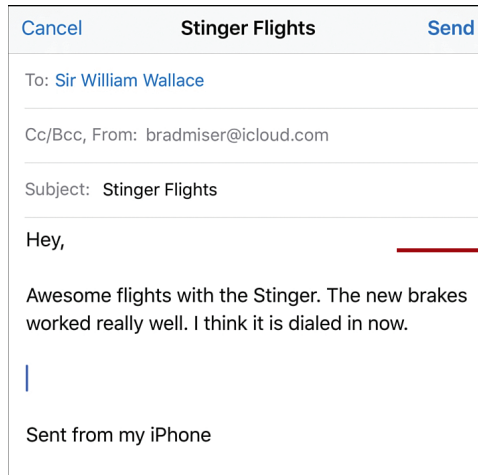 Cancel Stinger Flights Send
To: Sir William Wallace
Cc/Bcc, From: bradmiser@icloud.com
Subject: Stinger Flights
Hey,
Awesome flights with the Stinger. The new brakes
worked really well. I think it is dialed in now.
Sent from my iPhone